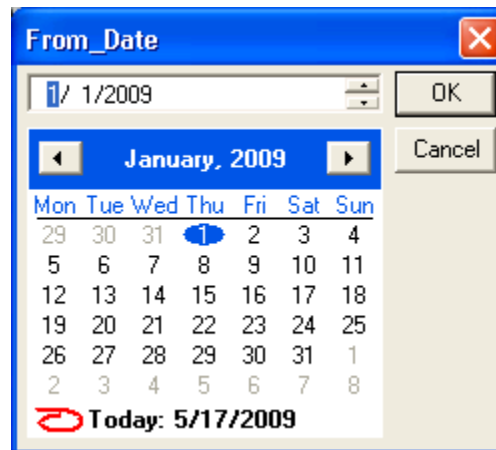 From_Date
1/ 1/2009
OK
January, 2009
Cancel
Mon Tue Wed Thu Fri Sat Sun
29 30 31 1 2 3 4
5 6 7 8 9 10 11
12 13 14 15 16 17 18
19 20 21 22 23 24 25
26 27 28 29 30 31 1
2 3 4 5 6 7 8
Today: 5/17/2009